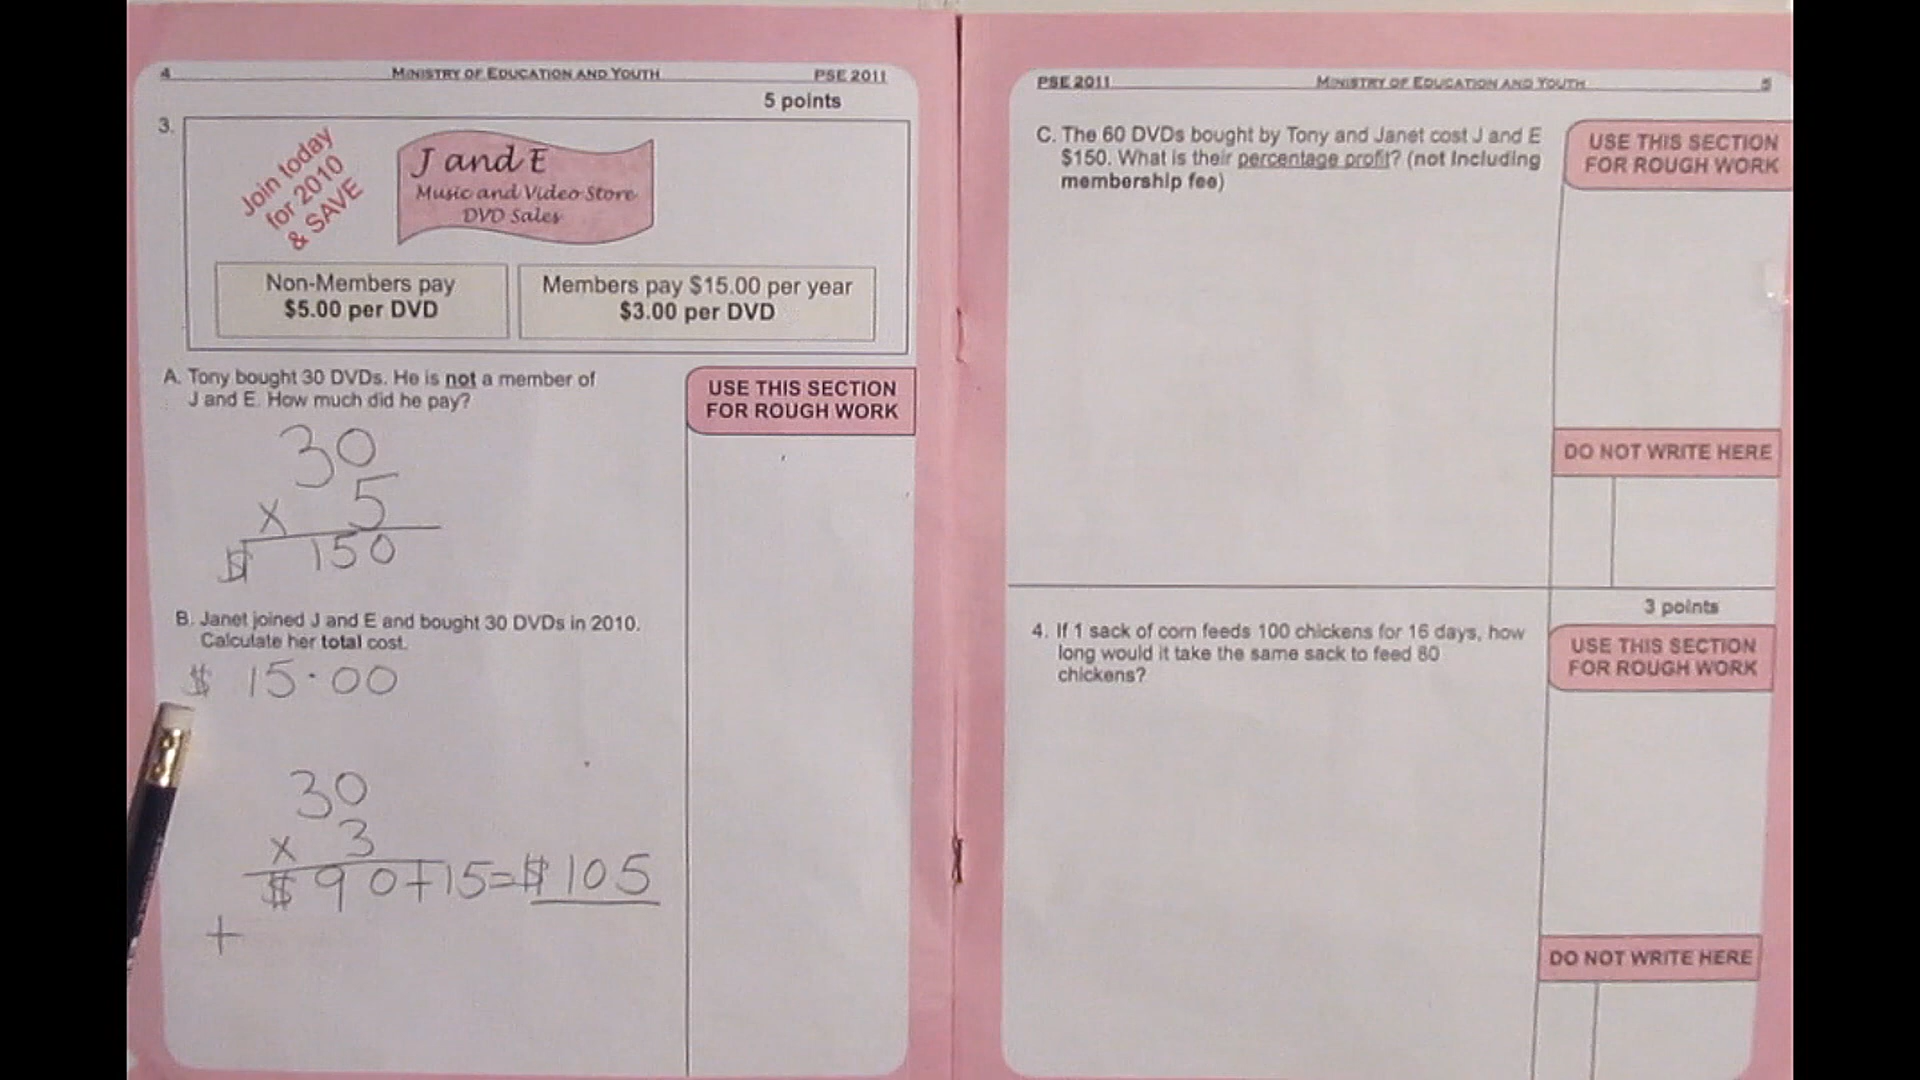 4 MINISTRY OF EDUCATION AND YOUTH PSE 2011
5 points
3.
Join today
for 2010
& SAVE
J and E
Music and Video Store
DVD Sales
Non-Members pay
$5.00 per DVD
Members pay $15.00 per year
$3.00 per DVD
A. Tony bought 30 DVDs. He is not a member of
J and E. How much did he pay?
USE THIS SECTION
FOR ROUGH WORK
30
x 5
$ 150
B. Janet joined J and E and bought 30 DVDs in 2010.
Calculate her total cost.
$ 15.00
30
x 3
$ 90+15=$ 105
+
PSE 2011 MINISTRY OF EDUCATION AND YOUTH 5
C. The 60 DVDs bought by Tony and Janet cost J and E
$150. What is their percentage profit? (not including
membership fee)
USE THIS SECTION
FOR ROUGH WORK
DO NOT WRITE HERE
3 points
4. If 1 sack of corn feeds 100 chickens for 16 days, how
long would it take the same sack to feed 80
chickens?
USE THIS SECTION
FOR ROUGH WORK
DO NOT WRITE HERE